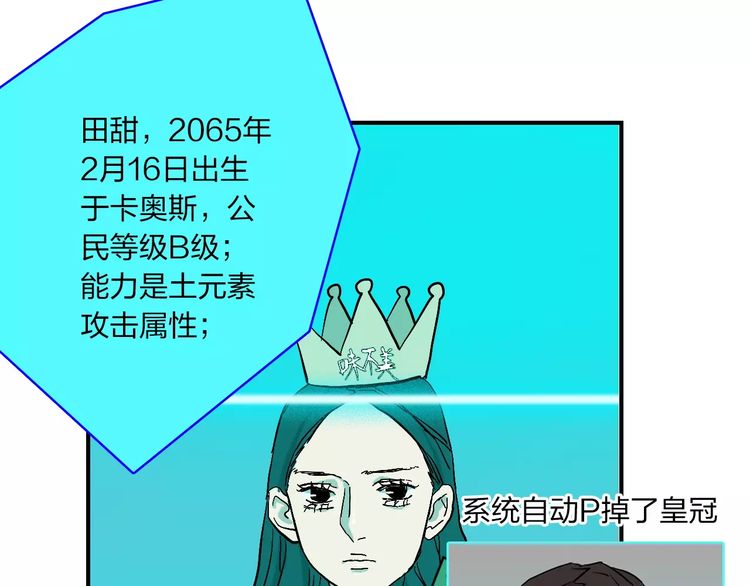 田甜，2065年
2月16日出生
于卡奥斯，公
民等级B级；
能力是土元素
攻击属性；
味不美
系统自动P掉了皇冠